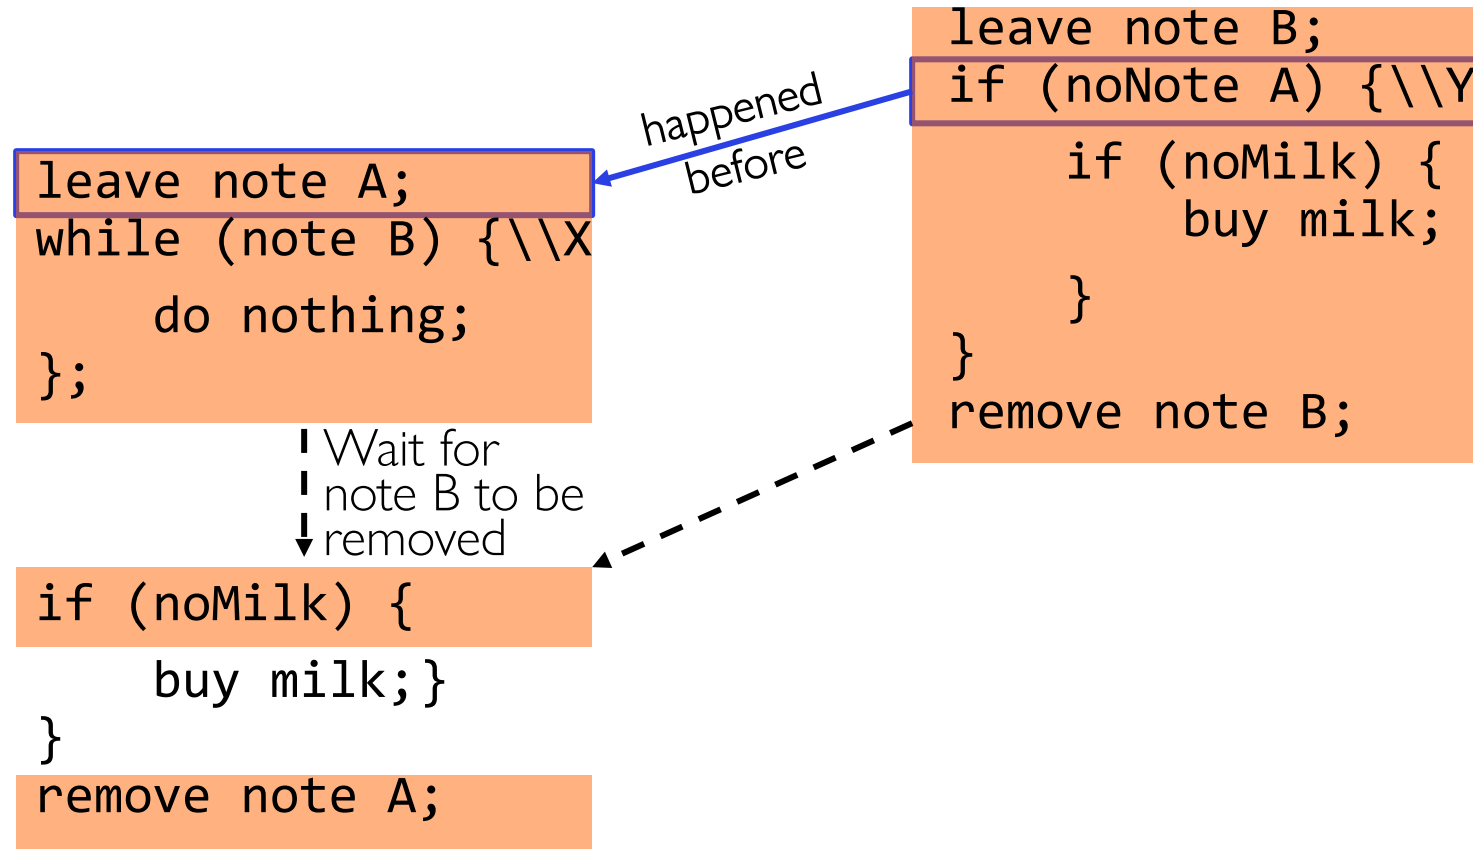 leave note A;
while (note B) {\\X
do nothing;
};
Wait for
note B to be
removed
if (noMilk) {
buy milk;}
}
remove note A;
happened
before
leave note B;
if (noNote A) {\\Y
if (noMilk) {
buy milk;
}
}
remove note B;